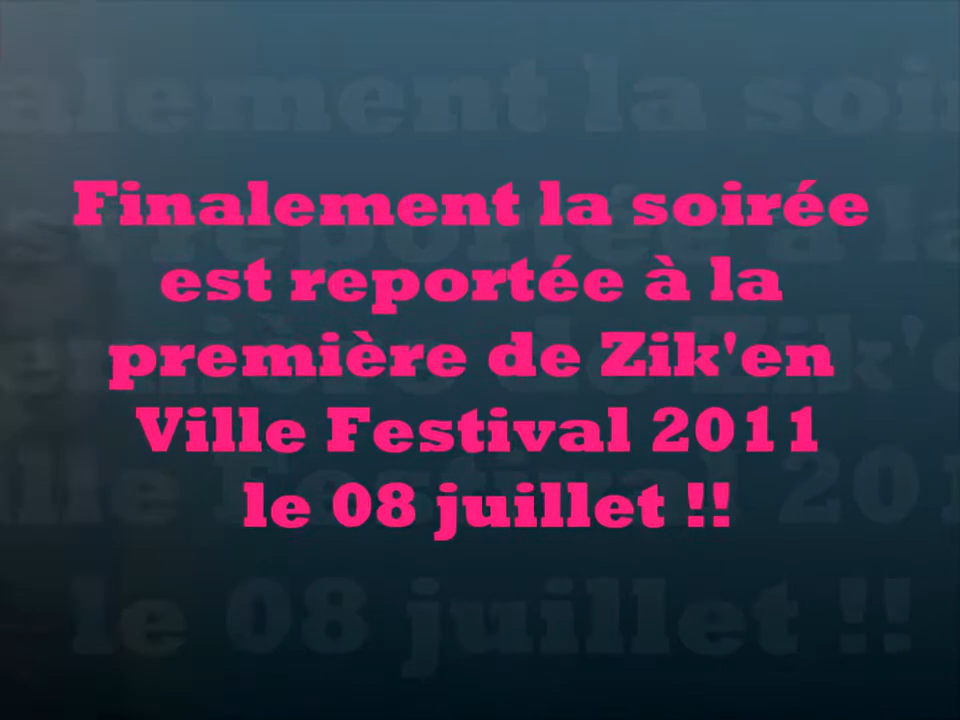 Finalement la soirée
est reportée à la
première de Zik'en
Ville Festival 2011
le 08 juillet !!